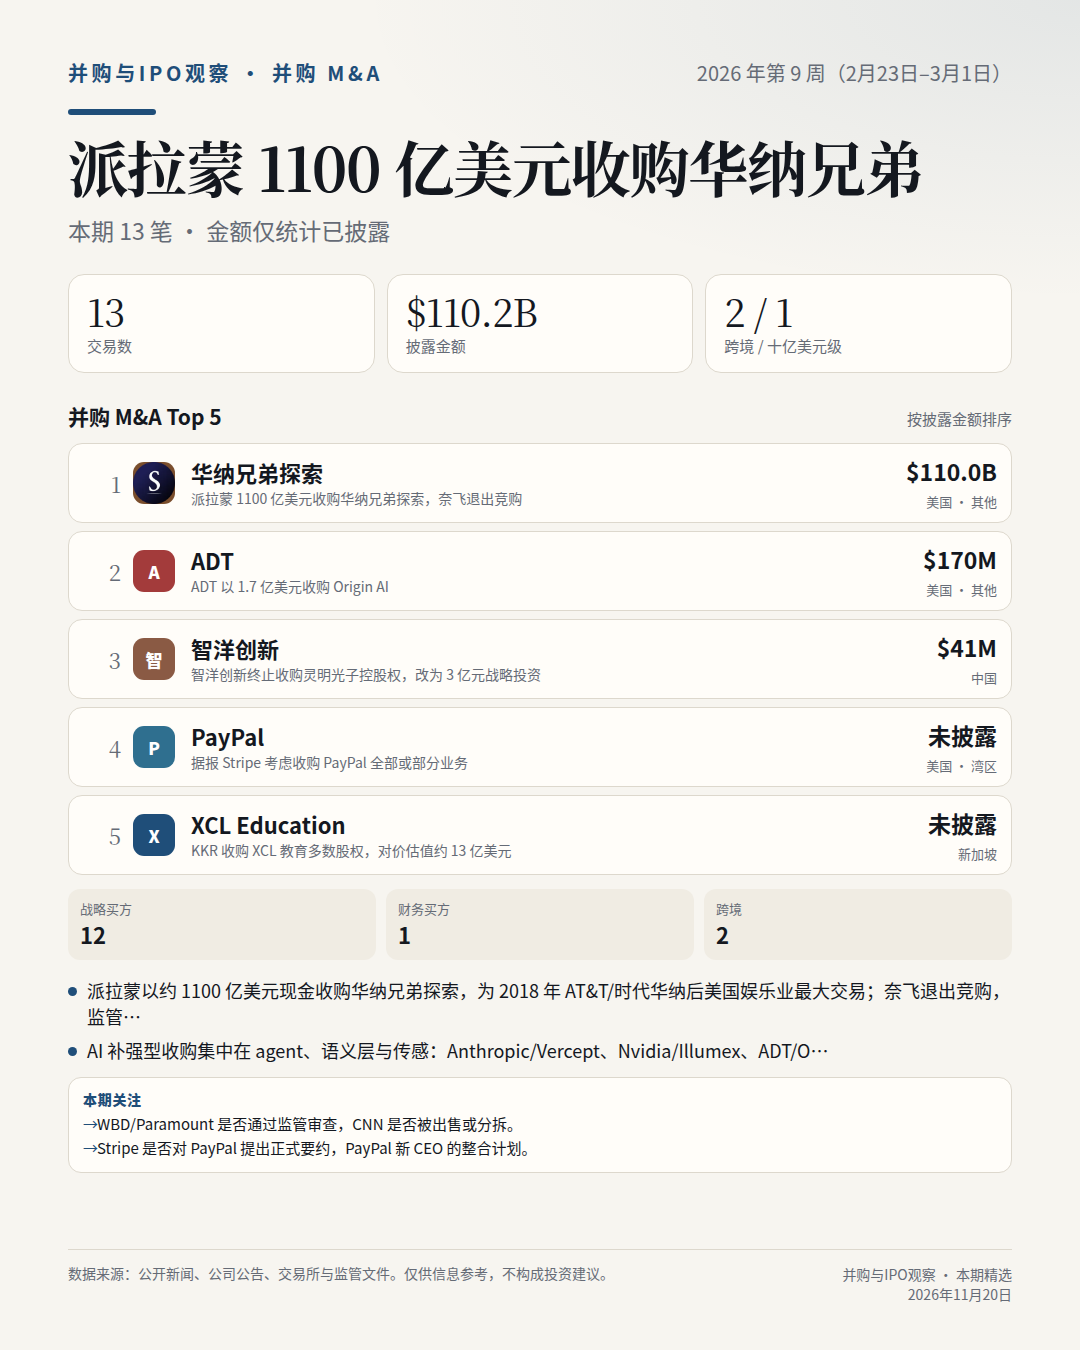 并购与IPO观察 · 并购 M&A
2026 年第 9 周（2月23日–3月1日）
派拉蒙 1100 亿美元收购华纳兄弟
本期 13 笔 · 金额仅统计已披露
13
交易数
$110.2B
披露金额
2 / 1
跨境 / 十亿美元级
并购 M&A Top 5
按披露金额排序
1
S
华纳兄弟探索
派拉蒙 1100 亿美元收购华纳兄弟探索，奈飞退出竞购
$110.0B
美国 · 其他
2
A
ADT
ADT 以 1.7 亿美元收购 Origin AI
$170M
美国 · 其他
3
智
智洋创新
智洋创新终止收购灵明光子控股权，改为 3 亿元战略投资
$41M
中国
4
P
PayPal
据报 Stripe 考虑收购 PayPal 全部或部分业务
未披露
美国 · 湾区
5
X
XCL Education
KKR 收购 XCL 教育多数股权，对价估值约 13 亿美元
未披露
新加坡
战略买方
12
财务买方
1
跨境
2
派拉蒙以约 1100 亿美元现金收购华纳兄弟探索，为 2018 年 AT&T/时代华纳后美国娱乐业最大交易；奈飞退出竞购，
监管…
AI 补强型收购集中在 agent、语义层与传感：Anthropic/Vercept、Nvidia/Illumex、ADT/O…
本期关注
→WBD/Paramount 是否通过监管审查，CNN 是否被出售或分拆。
→Stripe 是否对 PayPal 提出正式要约，PayPal 新 CEO 的整合计划。
数据来源：公开新闻、公司公告、交易所与监管文件。仅供信息参考，不构成投资建议。
并购与IPO观察 · 本期精选
2026年11月20日